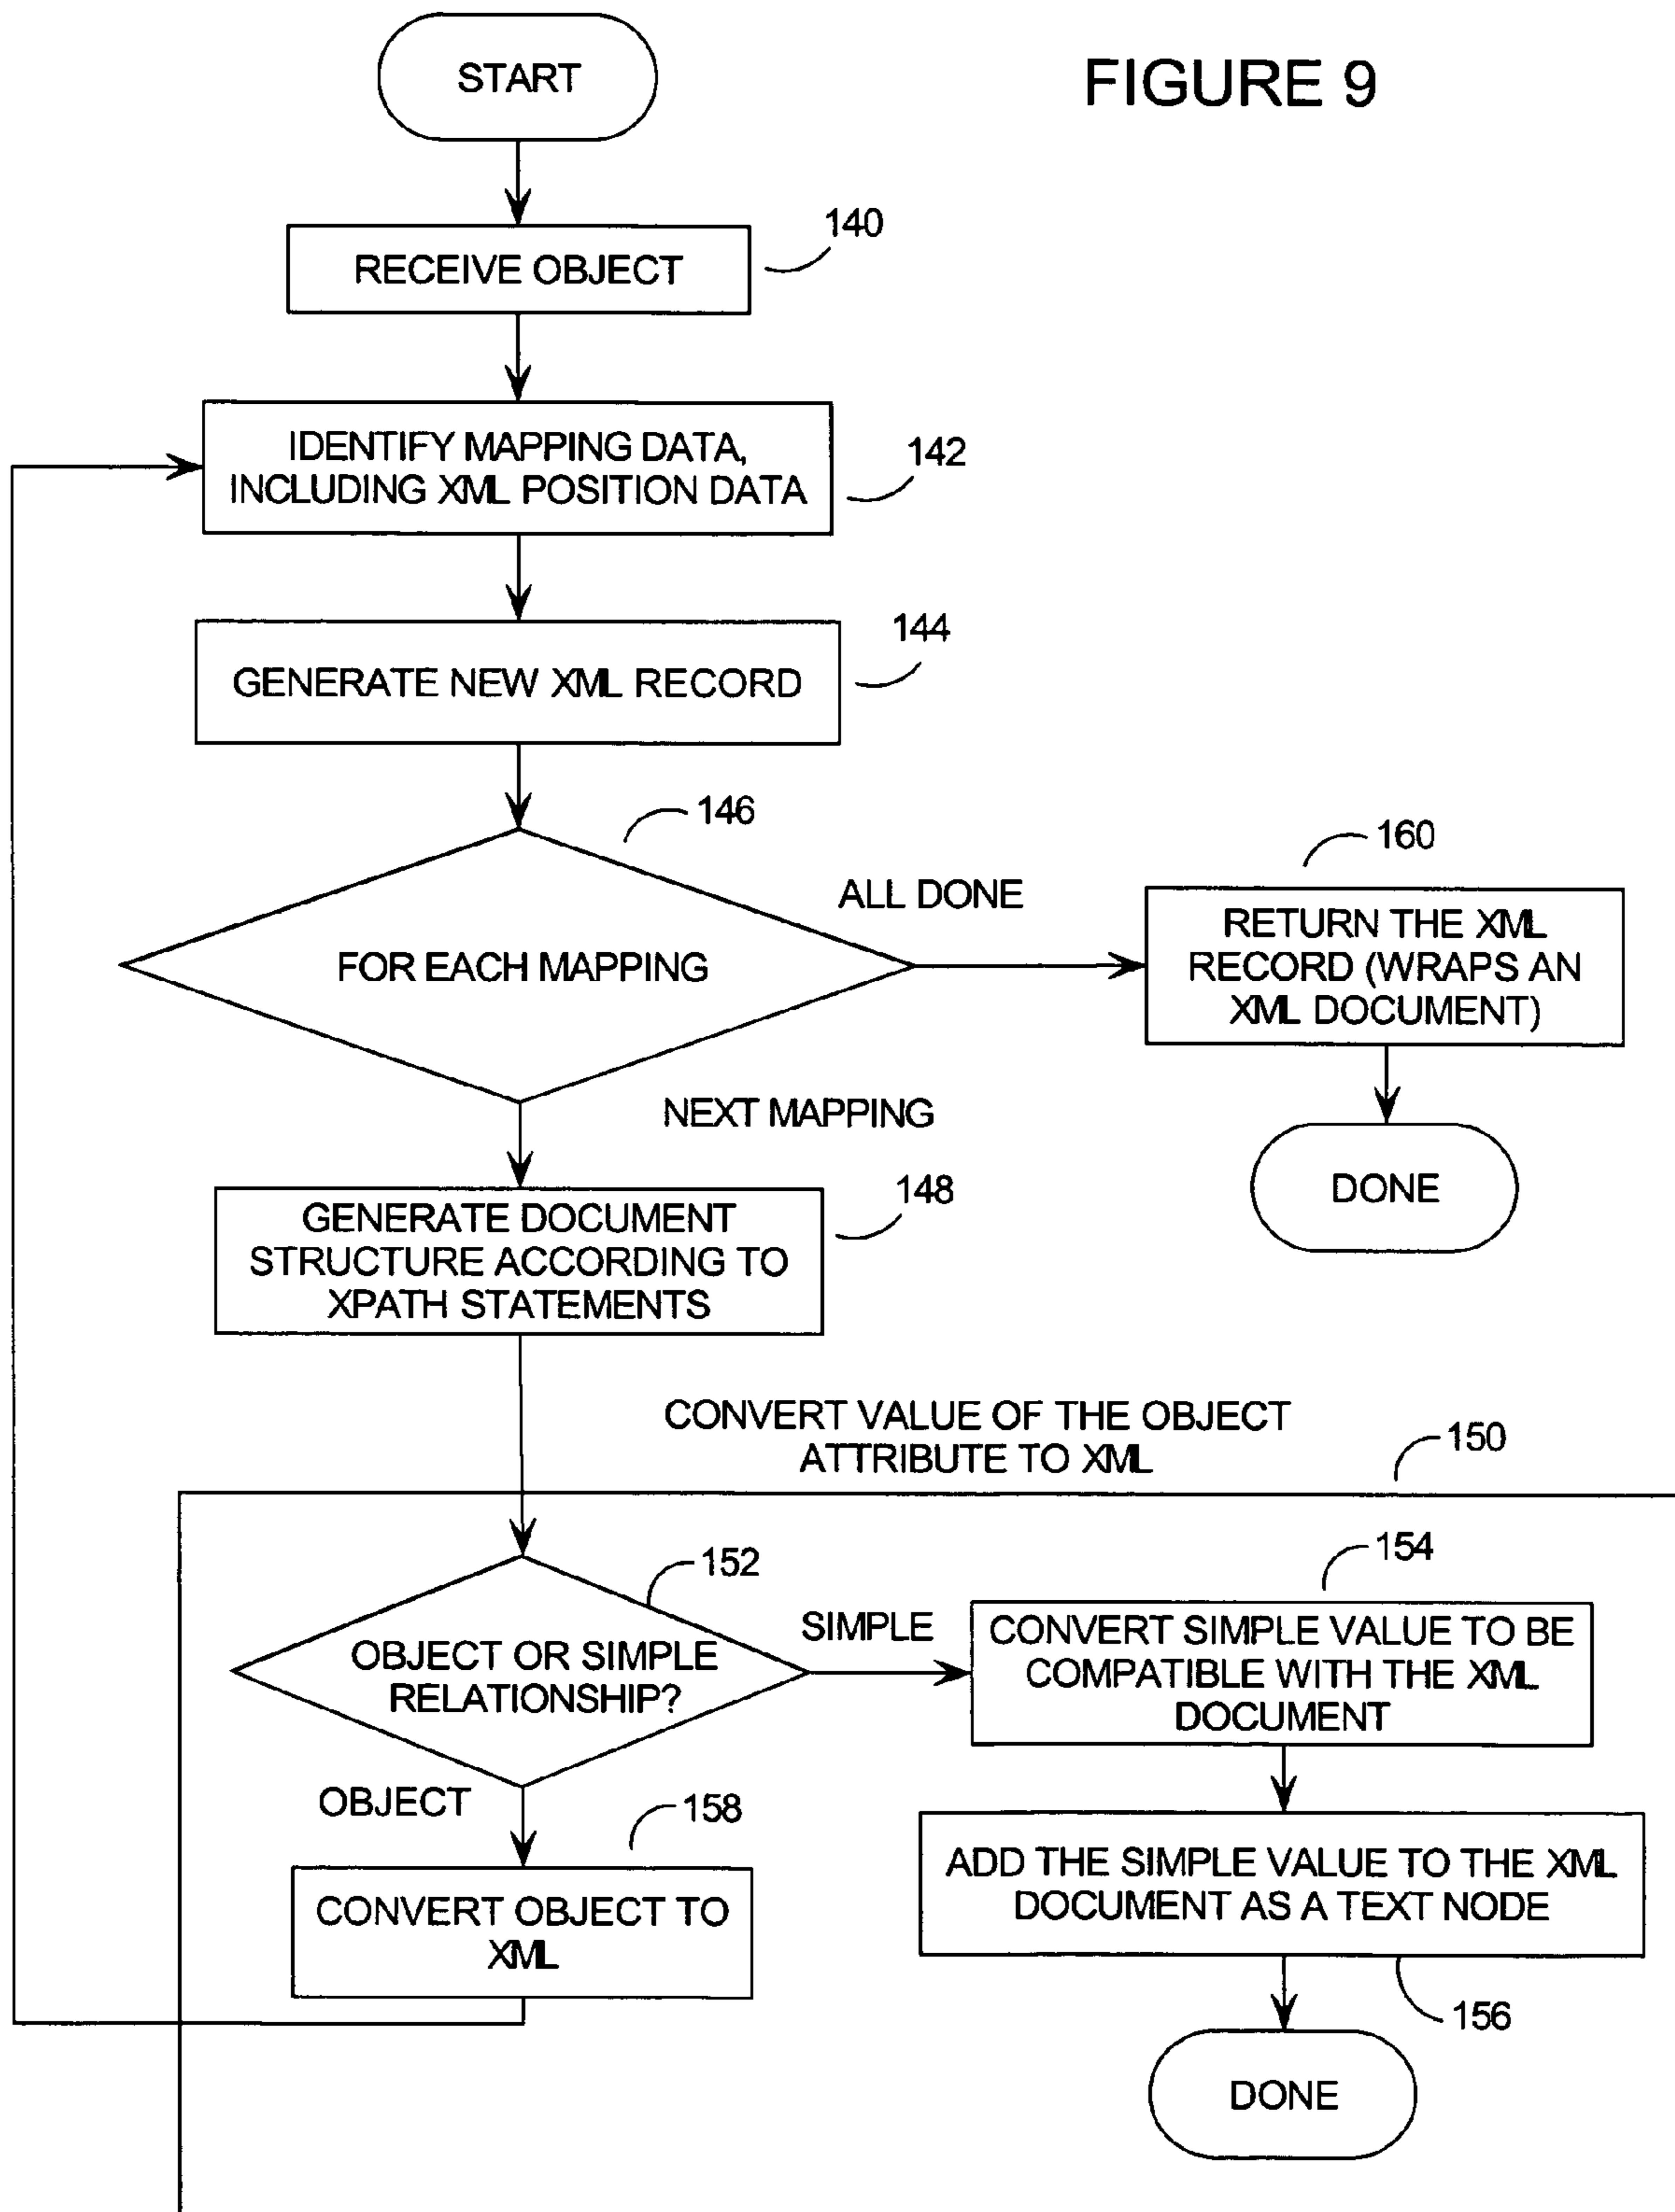 FIGURE 9
START
140
RECEIVE OBJECT
IDENTIFY MAPPING DATA,
INCLUDING XML POSITION DATA
142
144
GENERATE NEW XML RECORD
146
FOR EACH MAPPING
ALL DONE
160
RETURN THE XML
RECORD (WRAPS AN
XML DOCUMENT)
DONE
NEXT MAPPING
148
GENERATE DOCUMENT
STRUCTURE ACCORDING TO
XPATH STATEMENTS
CONVERT VALUE OF THE OBJECT
ATTRIBUTE TO XML
150
152
OBJECT OR SIMPLE
RELATIONSHIP?
SIMPLE
154
CONVERT SIMPLE VALUE TO BE
COMPATIBLE WITH THE XML
DOCUMENT
OBJECT
158
CONVERT OBJECT TO
XML
ADD THE SIMPLE VALUE TO THE XML
DOCUMENT AS A TEXT NODE
156
DONE